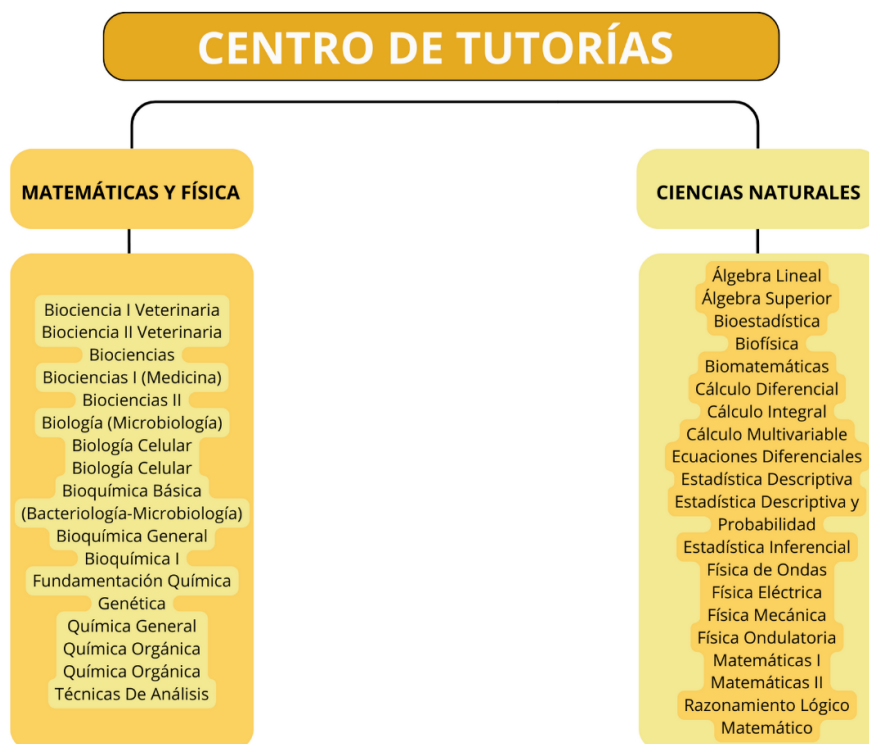 CENTRO DE TUTORÍAS
MATEMÁTICAS Y FÍSICA
Biociencia I Veterinaria
Biociencia II Veterinaria
Biociencias
Biociencias I (Medicina)
Biociencias II
Biología (Microbiología)
Biología Celular
Biología Celular
Bioquímica Básica
(Bacteriología-Microbiología)
Bioquímica General
Bioquímica I
Fundamentación Química
Genética
Química General
Química Orgánica
Química Orgánica
Técnicas De Análisis
CIENCIAS NATURALES
Álgebra Lineal
Álgebra Superior
Bioestadística
Biofísica
Biomatemáticas
Cálculo Diferencial
Cálculo Integral
Cálculo Multivariable
Ecuaciones Diferenciales
Estadística Descriptiva
Estadística Descriptiva y
Probabilidad
Estadística Inferencial
Física de Ondas
Física Eléctrica
Física Mecánica
Física Ondulatoria
Matemáticas I
Matemáticas II
Razonamiento Lógico
Matemático